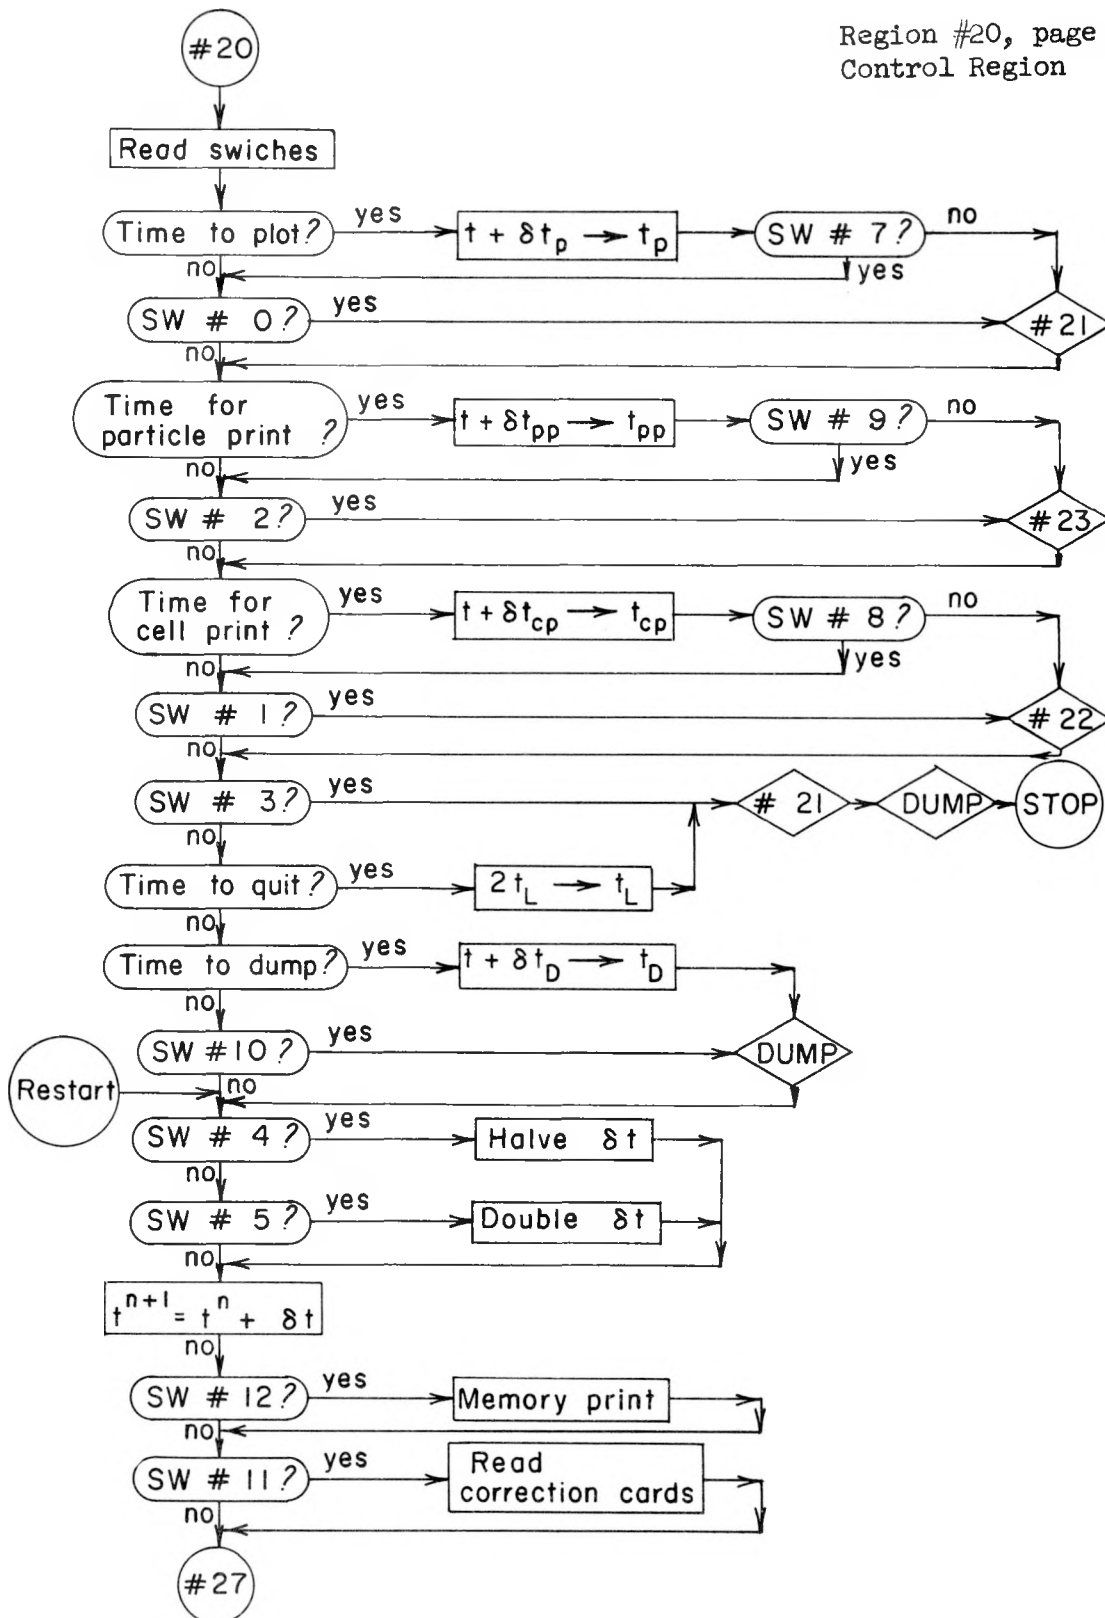 Region #20, page
Control Region
#20
Read swiches
Time to plot?
yes
t + δt_p → t_p
SW # 7?
no
no
yes
SW # 0?
yes
#21
no
Time for
particle print ?
yes
t + δt_pp → t_pp
SW # 9?
no
no
yes
SW # 2?
yes
#23
no
Time for
cell print ?
yes
t + δt_cp → t_cp
SW # 8?
no
no
yes
SW # 1?
yes
#22
no
SW # 3?
yes
# 21
DUMP
STOP
no
Time to quit?
yes
2t_L → t_L
no
Time to dump?
yes
t + δt_D → t_D
no
SW #10?
yes
DUMP
Restart
no
SW # 4?
yes
Halve δt
no
SW # 5?
yes
Double δt
no
t^n+1 = t^n + δt
no
SW # 12?
yes
Memory print
no
SW # 11?
yes
Read
correction cards
no
#27